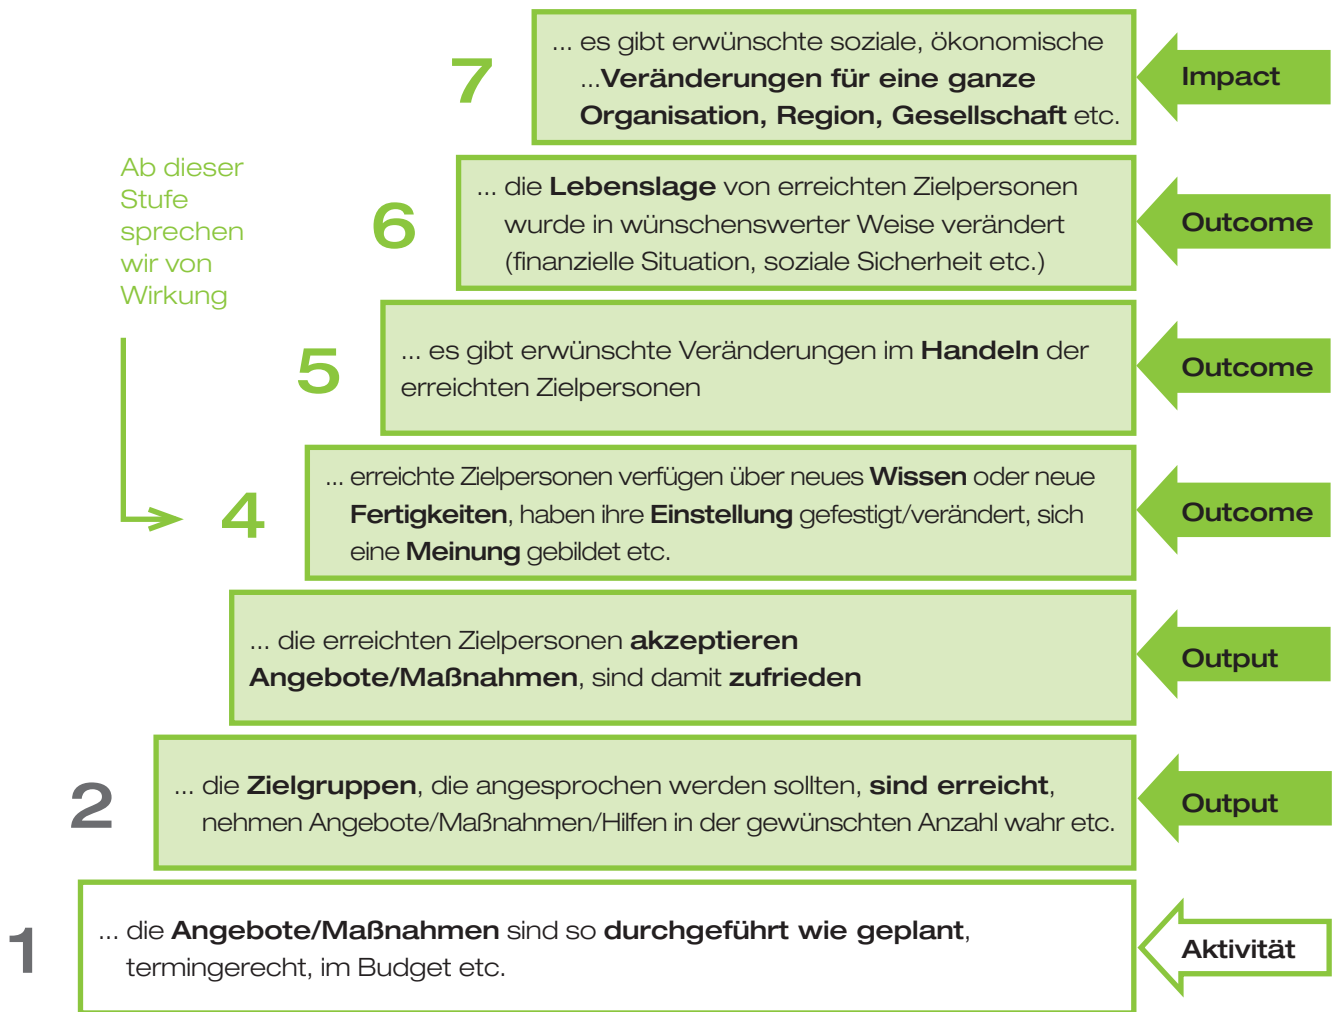 7
... es gibt erwünschte soziale, ökonomische
...Veränderungen für eine ganze
Organisation, Region, Gesellschaft etc.
Impact
Ab dieser
Stufe
sprechen
wir von
Wirkung
6
... die Lebenslage von erreichten Zielpersonen
wurde in wünschenswerter Weise verändert
(finanzielle Situation, soziale Sicherheit etc.)
Outcome
5
... es gibt erwünschte Veränderungen im Handeln der
erreichten Zielpersonen
Outcome
4
... erreichte Zielpersonen verfügen über neues Wissen oder neue
Fertigkeiten, haben ihre Einstellung gefestigt/verändert, sich
eine Meinung gebildet etc.
Outcome
... die erreichten Zielpersonen akzeptieren
Angebote/Maßnahmen, sind damit zufrieden
Output
2
... die Zielgruppen, die angesprochen werden sollten, sind erreicht,
nehmen Angebote/Maßnahmen/Hilfen in der gewünschten Anzahl wahr etc.
Output
1
... die Angebote/Maßnahmen sind so durchgeführt wie geplant,
termingerecht, im Budget etc.
Aktivität